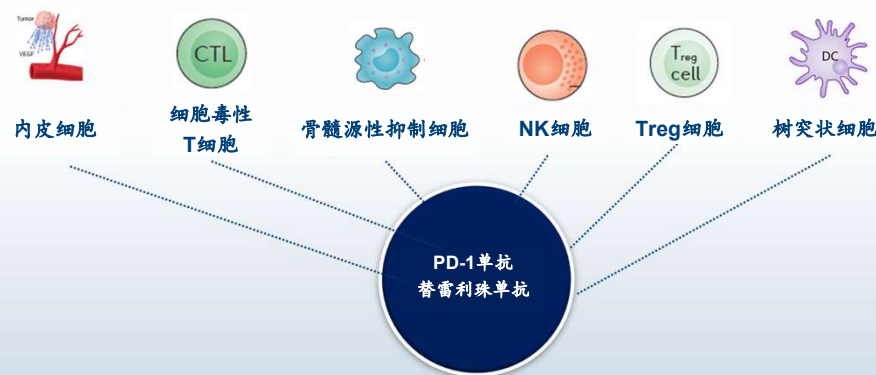 Tumor
VEGF
CTL
Treg
cell
DC
内皮细胞
细胞毒性
T细胞
骨髓源性抑制细胞
NK细胞
Treg细胞
树突状细胞
PD-1单抗
替雷利珠单抗